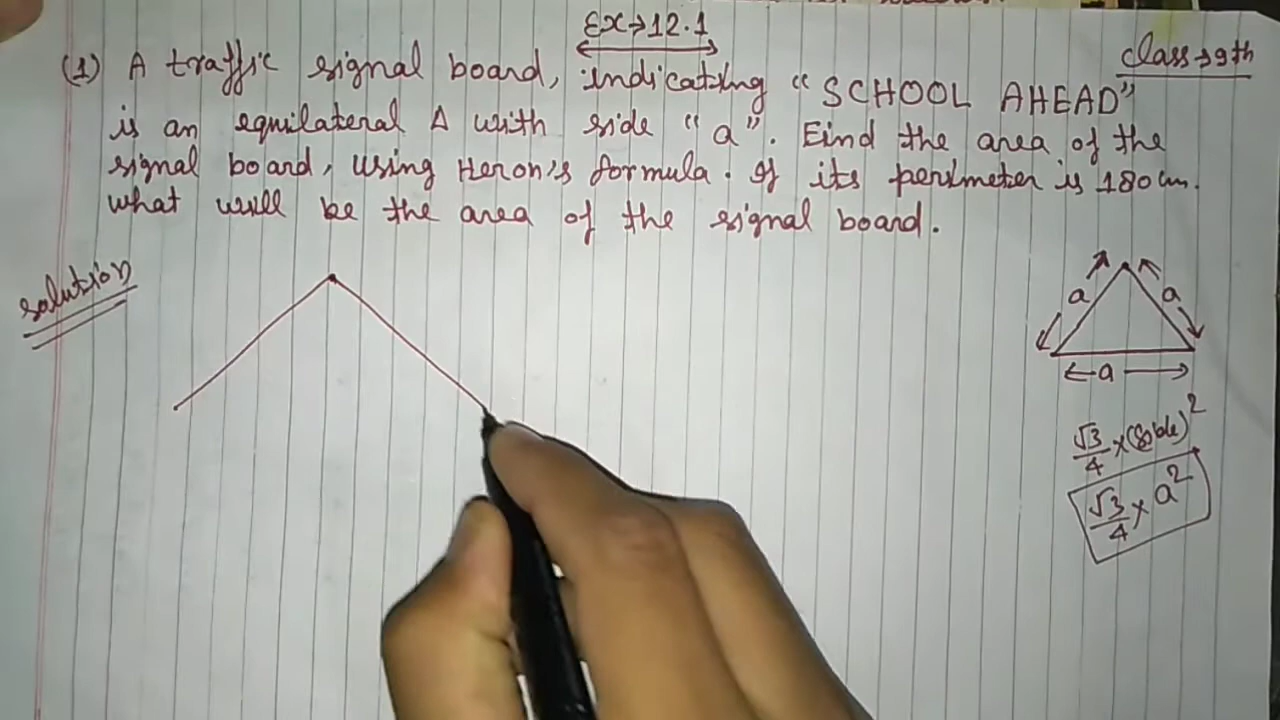 Ex→12.1
class→9th
(1) A traffic signal board, indicating "SCHOOL AHEAD"
is an equilateral Δ with side "a". Find the area of the
signal board, using Heron's formula. If its perimeter is 180cm.
what will be the area of the signal board.
solution
a a
a
√3/4 × (Side)²
√3/4 × a²